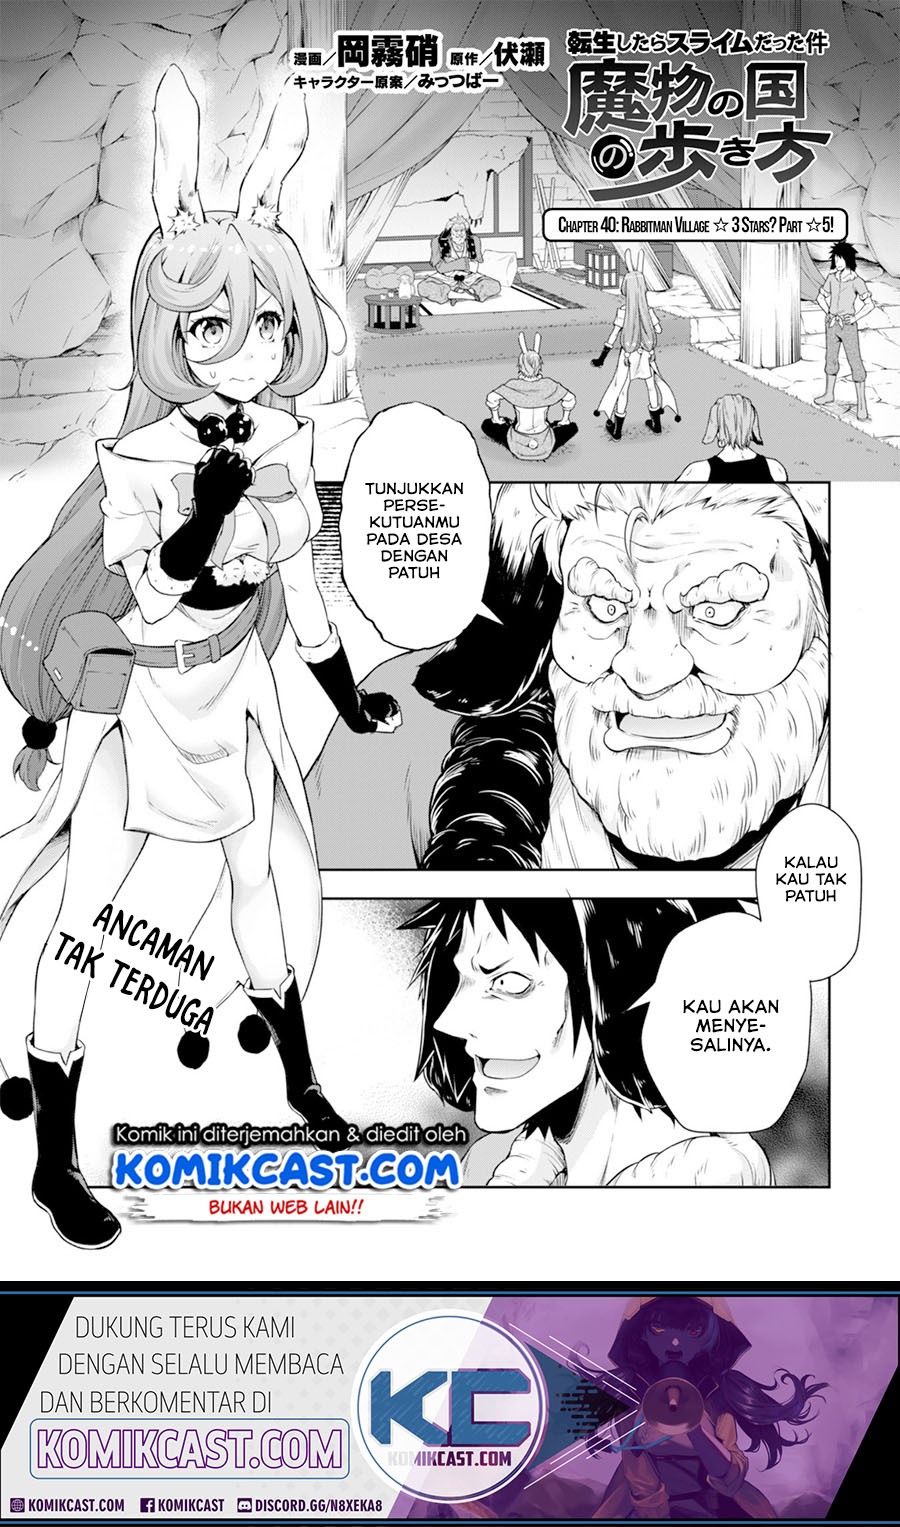 漫画／岡霧硝 原作／伏瀬
キャラクター原案／みっつばー
転生したらスライムだった件
魔物の国
の歩き方
CHAPTER 40: RABBITMAN VILLAGE ☆ 3 STARS? PART ☆5!
TUNJUKKAN
PERSE-
KUTUANMU
PADA DESA
DENGAN
PATUH
KALAU
KAU TAK
PATUH
KAU AKAN
MENYE-
SALINYA.
ANCAMAN
TAK TERDUGA
Komik ini diterjemahkan & diedit oleh
KOMIKCAST.COM
BUKAN WEB LAIN!!
DUKUNG TERUS KAMI
DENGAN SELALU MEMBACA
DAN BERKOMENTAR DI
KOMIKCAST.COM
KC
KOMIKCAST.COM
KOMIKCAST.COM KOMIKCAST DISCORD.GG/N8XEKA8